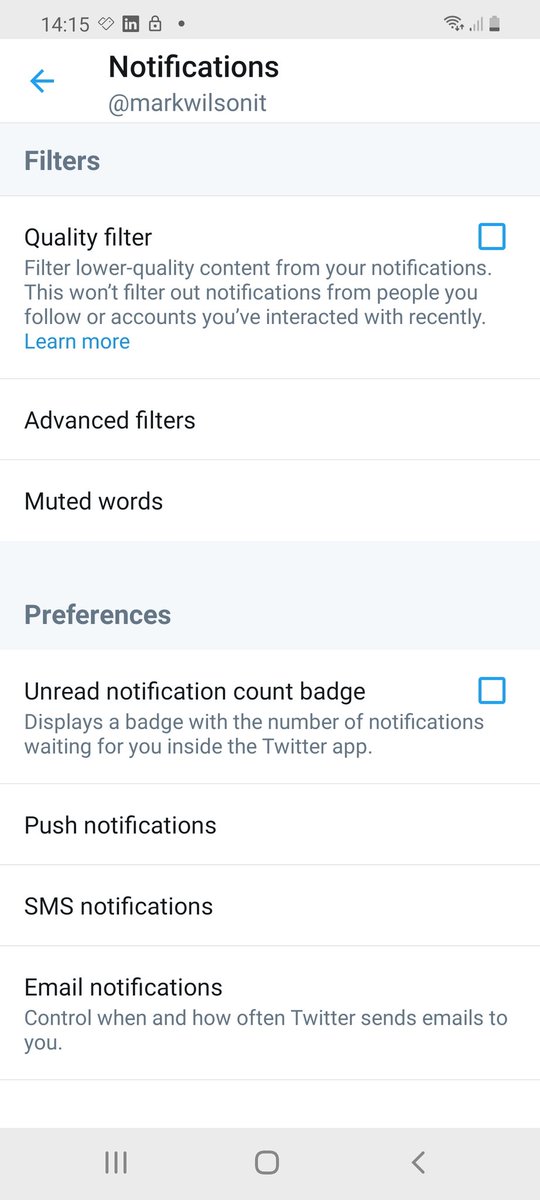 14:15
in
Notifications
@markwilsonit
Filters
Quality filter
Filter lower-quality content from your notifications.
This won’t filter out notifications from people you
follow or accounts you’ve interacted with recently.
Learn more
Advanced filters
Muted words
Preferences
Unread notification count badge
Displays a badge with the number of notifications
waiting for you inside the Twitter app.
Push notifications
SMS notifications
Email notifications
Control when and how often Twitter sends emails to
you.